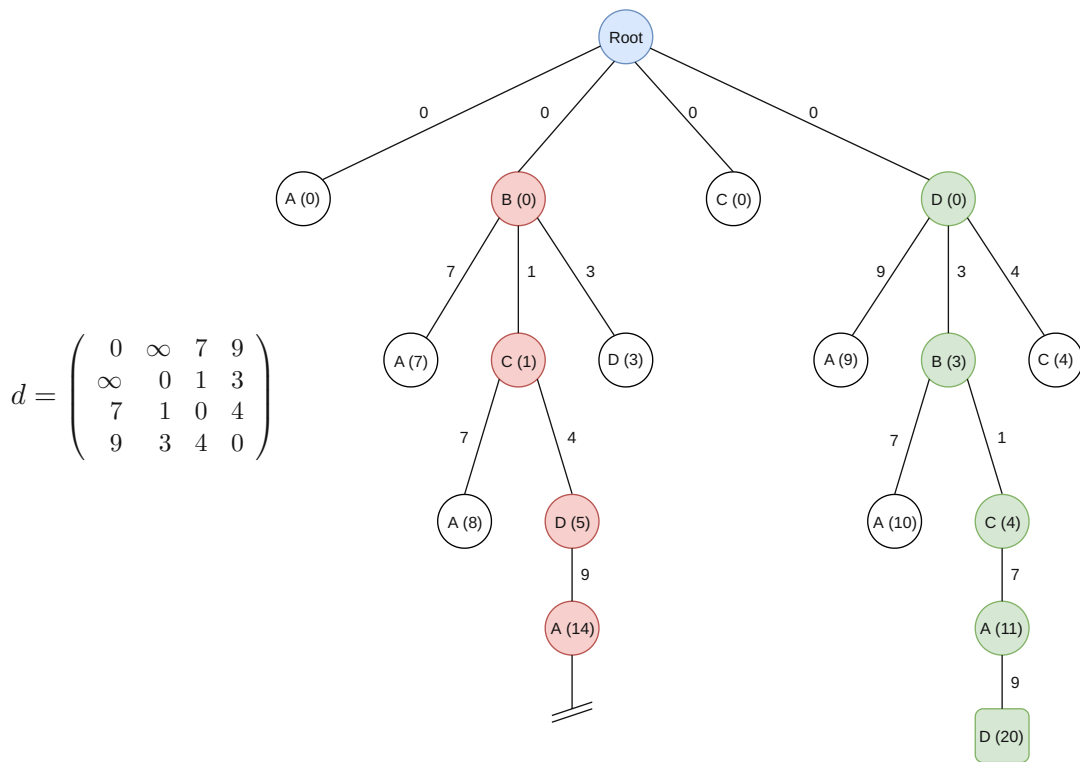 Root
0 0 0 0
A (0) B (0) C (0) D (0)
7 1 3 9 3 4
d = ( 0 ∞ 7 9
∞ 0 1 3
7 1 0 4
9 3 4 0 )
A (7) C (1) D (3) A (9) B (3) C (4)
7 4 7 1
A (8) D (5) A (10) C (4)
9 7
A (14) A (11)
9
D (20)